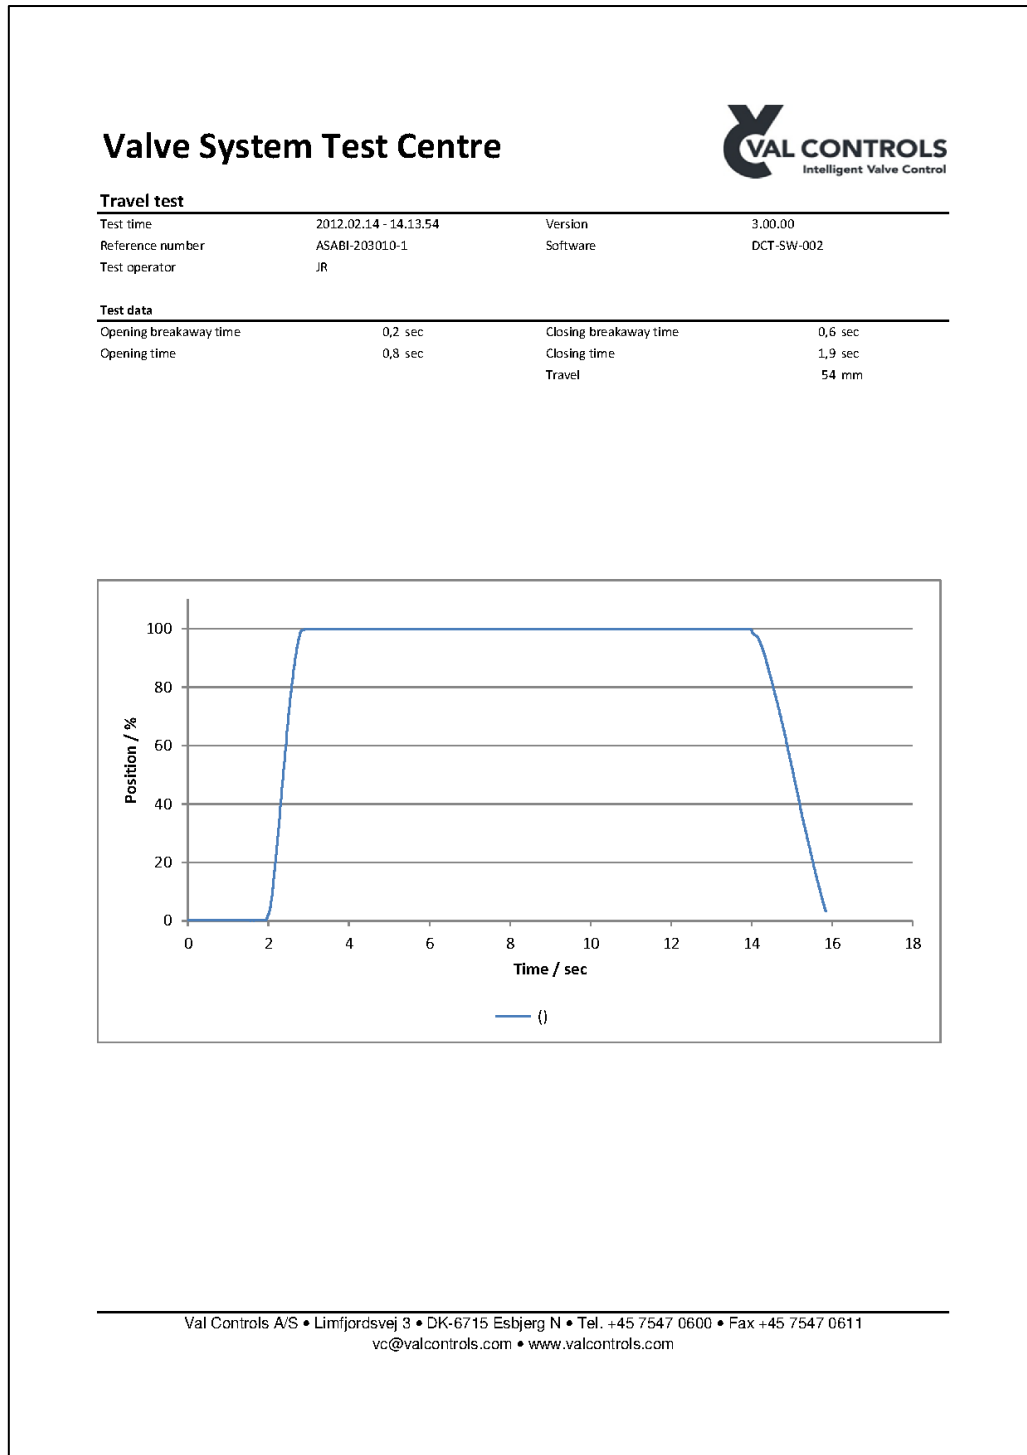 Valve System Test Centre
VAL CONTROLS
Intelligent Valve Control
Travel test
Test time 2012.02.14 - 14.13.54 Version 3.00.00
Reference number ASABI-203010-1 Software DCT-SW-002
Test operator JR
Test data
Opening breakaway time 0,2 sec Closing breakaway time 0,6 sec
Opening time 0,8 sec Closing time 1,9 sec
Travel 54 mm
Position / %
100
80
60
40
20
0
0 2 4 6 8 10 12 14 16 18
Time / sec
()
Val Controls A/S • Limfjordsvej 3 • DK-6715 Esbjerg N • Tel. +45 7547 0600 • Fax +45 7547 0611
vc@valcontrols.com • www.valcontrols.com